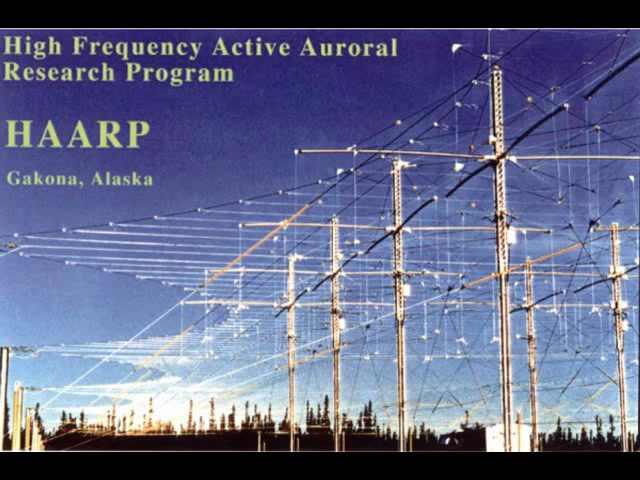 High Frequency Active Auroral
Research Program
HAARP
Gakona, Alaska